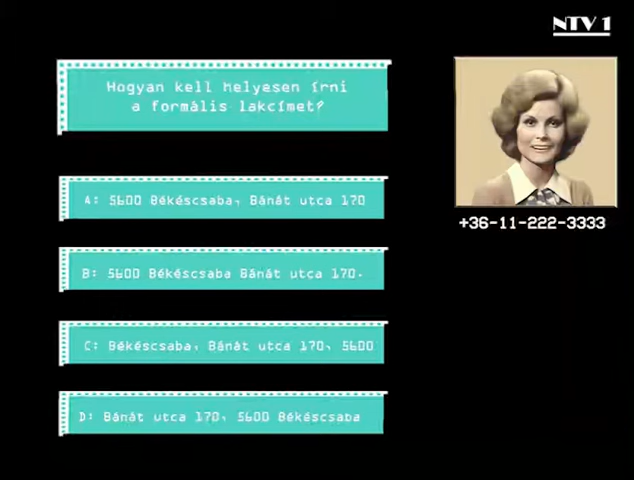 NTV 1
Hogyan kell helyesen írni
a formális lakcímet?
A: 5600 Békéscsaba, Bánát utca 170
+36-11-222-3333
B: 5600 Békéscsaba Bánát utca 170.
C: Békéscsaba, Bánát utca 170, 5600
D: Bánát utca 170, 5600 Békéscsaba